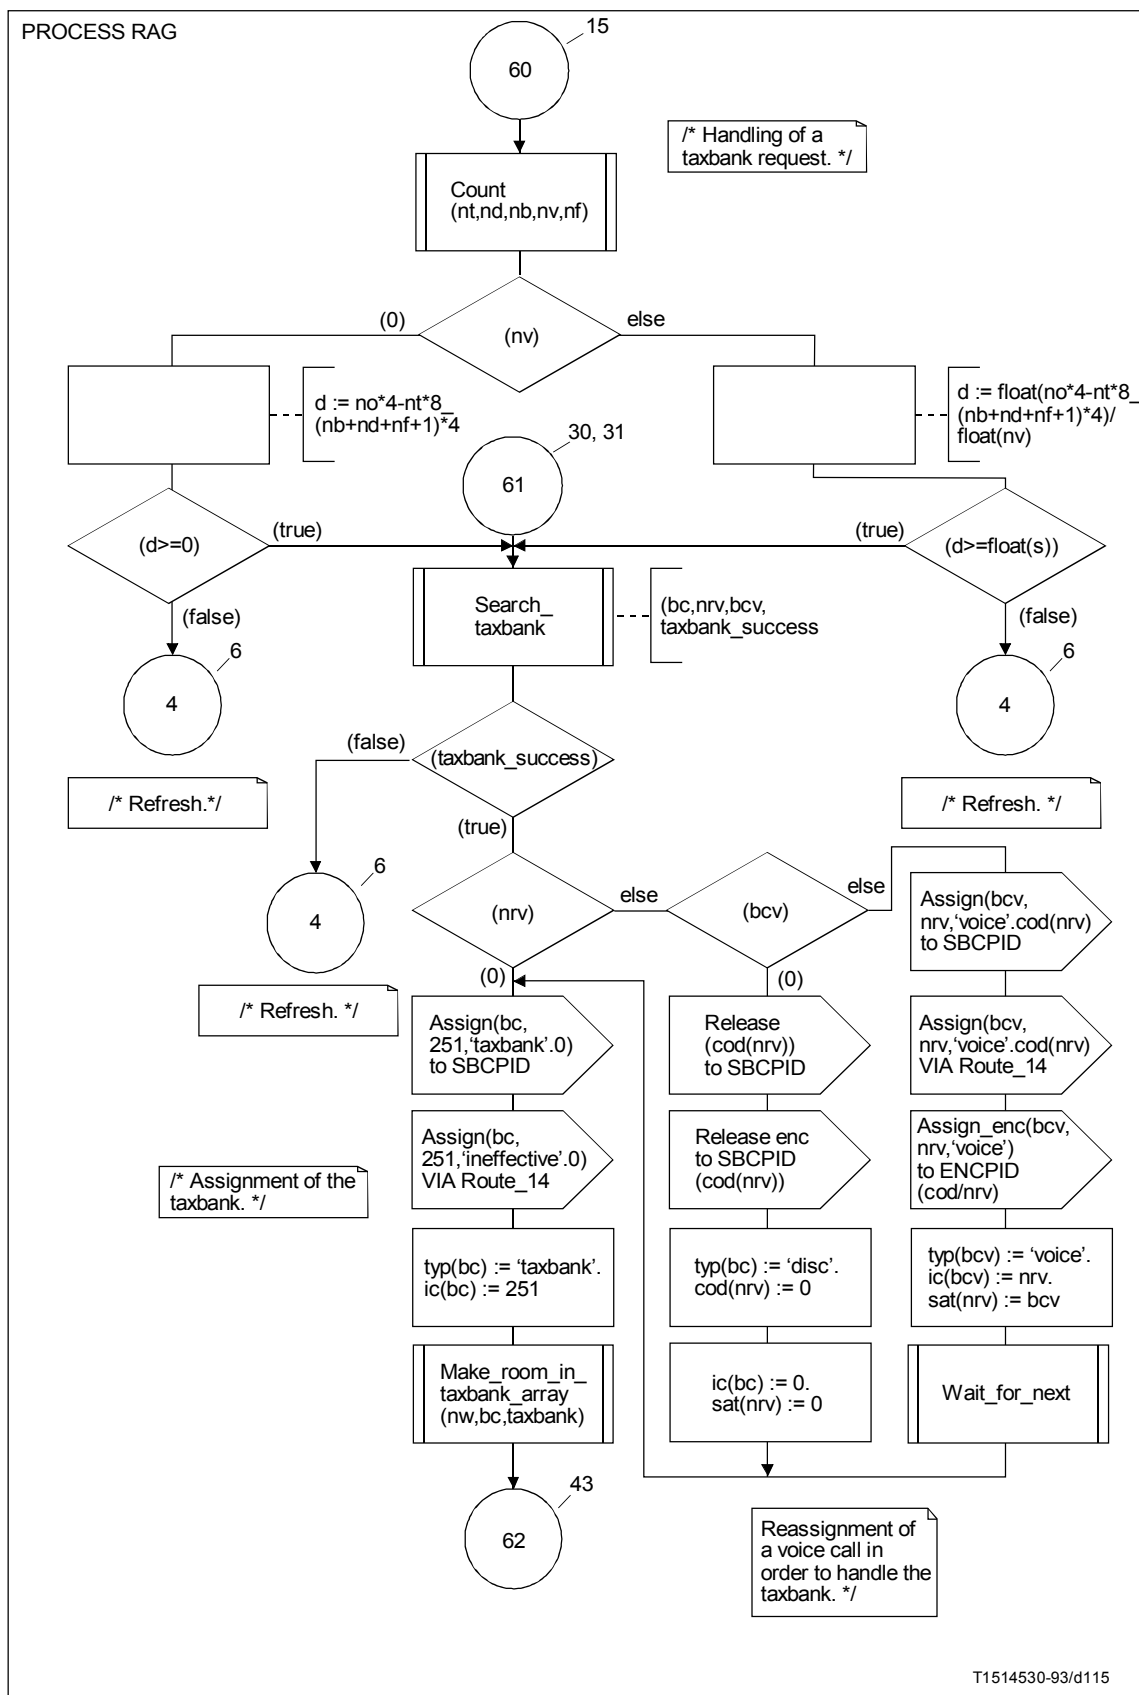 PROCESS RAG
15
60
/* Handling of a
taxbank request. */
Count
(nt,nd,nb,nv,nf)
(0)
(nv)
else
d := no*4-nt*8_
(nb+nd+nf+1)*4
d := float(no*4-nt*8_
(nb+nd+nf+1)*4)/
float(nv)
30, 31
61
(d>=0)
(true)
(true)
(d>=float(s))
(false)
(false)
Search_
taxbank
(bc,nrv,bcv,
taxbank_success
6
4
6
4
(false)
(taxbank_success)
/* Refresh.*/
/* Refresh. */
(true)
6
4
/* Refresh. */
(nrv)
else
(bcv)
else
(0)
(0)
Assign(bcv,
nrv,‘voice’.cod(nrv)
to SBCPID
Assign(bc,
251,‘taxbank’.0)
to SBCPID
Release
(cod(nrv))
to SBCPID
Assign(bcv,
nrv,‘voice’.cod(nrv)
VIA Route_14
/* Assignment of the
taxbank. */
Assign(bc,
251,‘ineffective’.0)
VIA Route_14
Release enc
to SBCPID
(cod(nrv))
Assign_enc(bcv,
nrv,‘voice’)
to ENCPID
(cod/nrv)
typ(bc) := ‘taxbank’.
ic(bc) := 251
typ(bc) := ‘disc’.
cod(nrv) := 0
typ(bcv) := ‘voice’.
ic(bcv) := nrv.
sat(nrv) := bcv
Make_room_in_
taxbank_array
(nw,bc,taxbank)
ic(bc) := 0.
sat(nrv) := 0
Wait_for_next
43
62
Reassignment of
a voice call in
order to handle the
taxbank. */
T1514530-93/d115